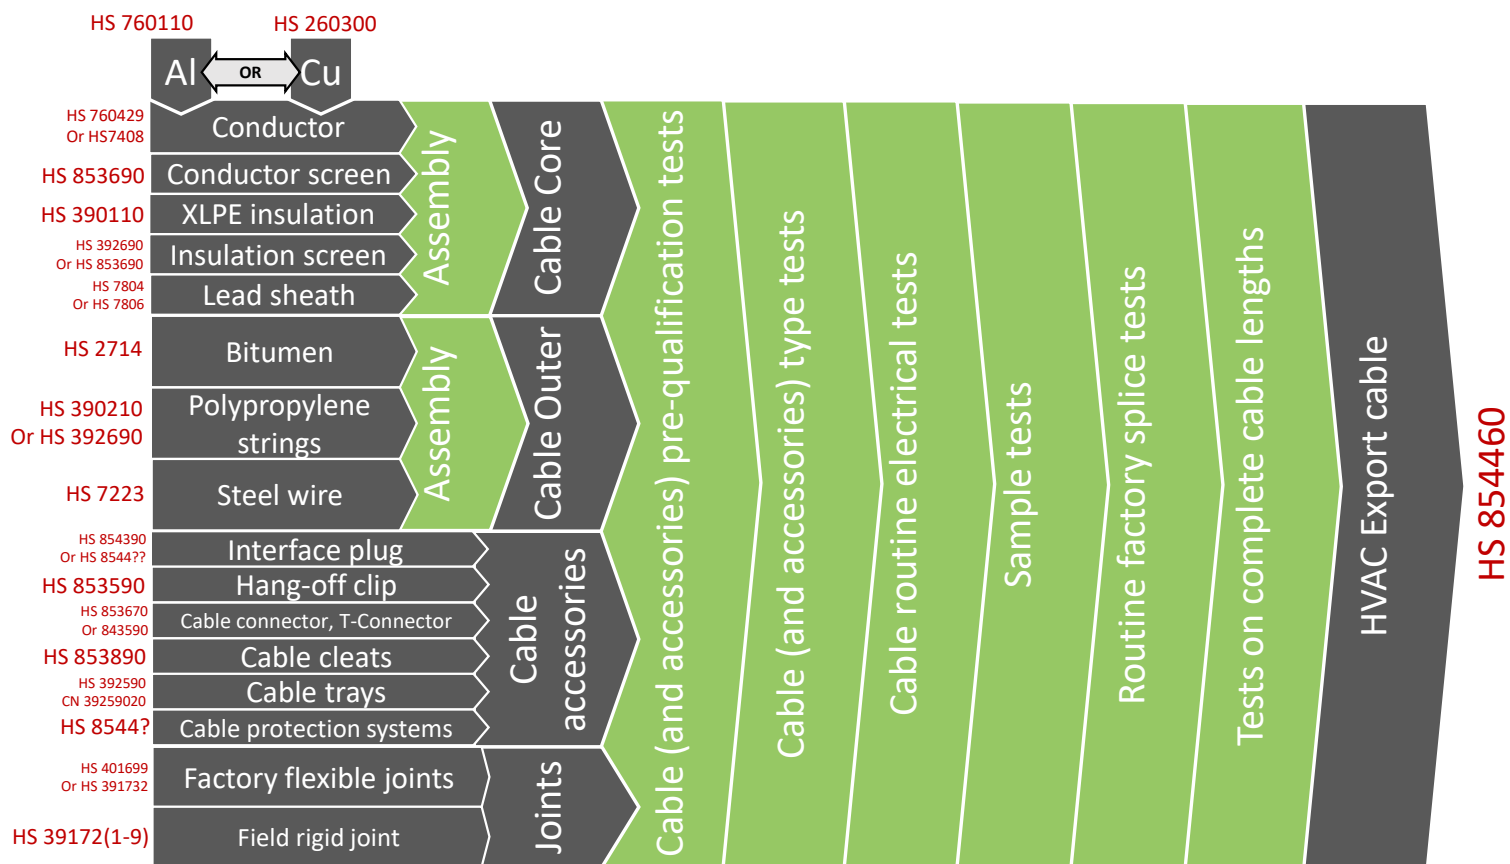 HS 760110
HS 260300
Al
OR
Cu
HS 760429
Or HS7408
Conductor
HS 853690
Conductor screen
HS 390110
XLPE insulation
HS 392690
Or HS 853690
Insulation screen
HS 7804
Or HS 7806
Lead sheath
Assembly
Cable Core
HS 2714
Bitumen
HS 390210
Or HS 392690
Polypropylene
strings
HS 7223
Steel wire
Assembly
Cable Outer
HS 854390
Or HS 8544??
Interface plug
HS 853590
Hang-off clip
HS 853670
Or 843590
Cable connector, T-Connector
HS 853890
Cable cleats
HS 392590
CN 39259020
Cable trays
HS 8544?
Cable protection systems
Cable
accessories
HS 401699
Or HS 391732
Factory flexible joints
HS 39172(1-9)
Field rigid joint
Joints
Cable (and accessories) pre-qualification tests
Cable (and accessories) type tests
Cable routine electrical tests
Sample tests
Routine factory splice tests
Tests on complete cable lengths
HVAC Export cable
HS 854460